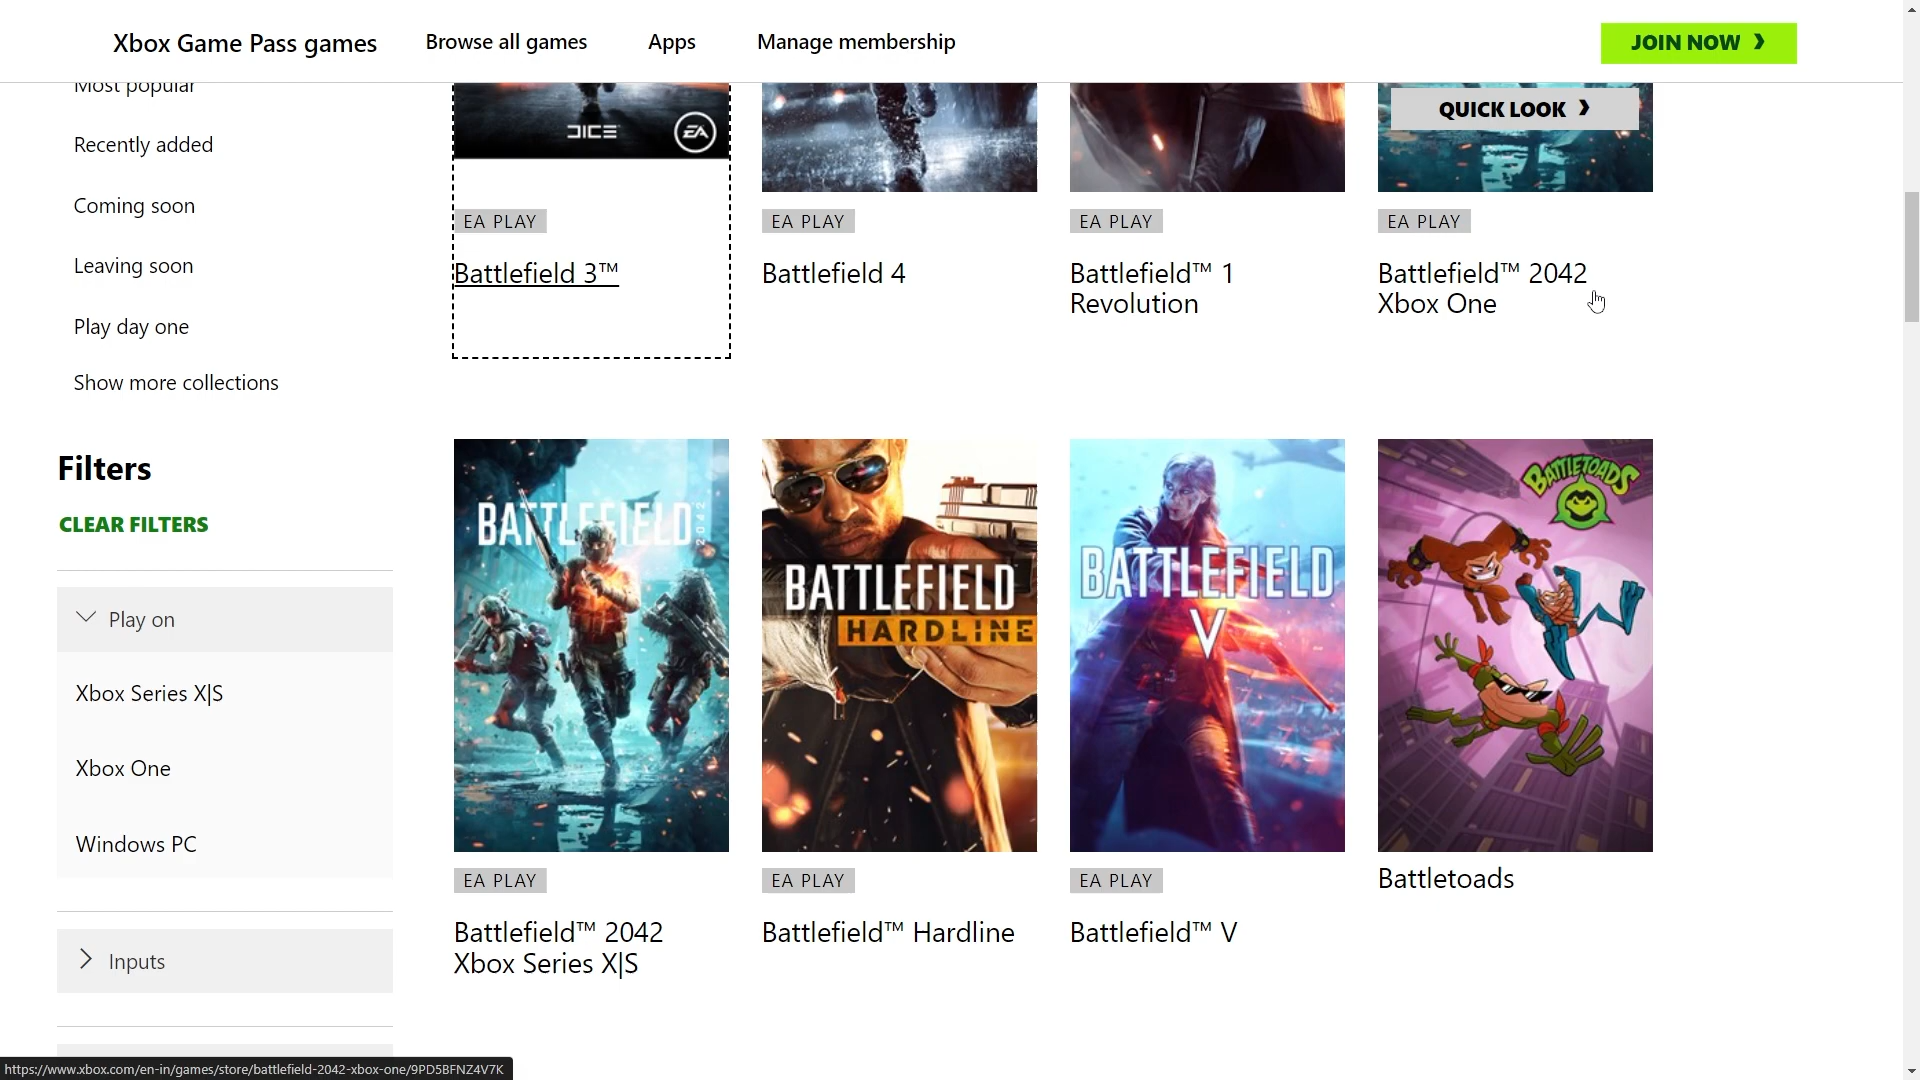 Xbox Game Pass games
Browse all games
Apps
Manage membership
JOIN NOW
Most popular
Recently added
Coming soon
Leaving soon
Play day one
Show more collections
Filters
CLEAR FILTERS
Play on
Xbox Series X|S
Xbox One
Windows PC
Inputs
DICE
EA
QUICK LOOK
EA PLAY
Battlefield 3™
EA PLAY
Battlefield 4
EA PLAY
Battlefield™ 1
Revolution
EA PLAY
Battlefield™ 2042
Xbox One
BATTLEFIELD 2042
EA PLAY
Battlefield™ 2042
Xbox Series X|S
BATTLEFIELD
HARDLINE
EA PLAY
Battlefield™ Hardline
BATTLEFIELD
V
EA PLAY
Battlefield™ V
BATTLETOADS
Battletoads
https://www.xbox.com/en-in/games/store/battlefield-2042-xbox-one/9PD5BFNZ4V7K